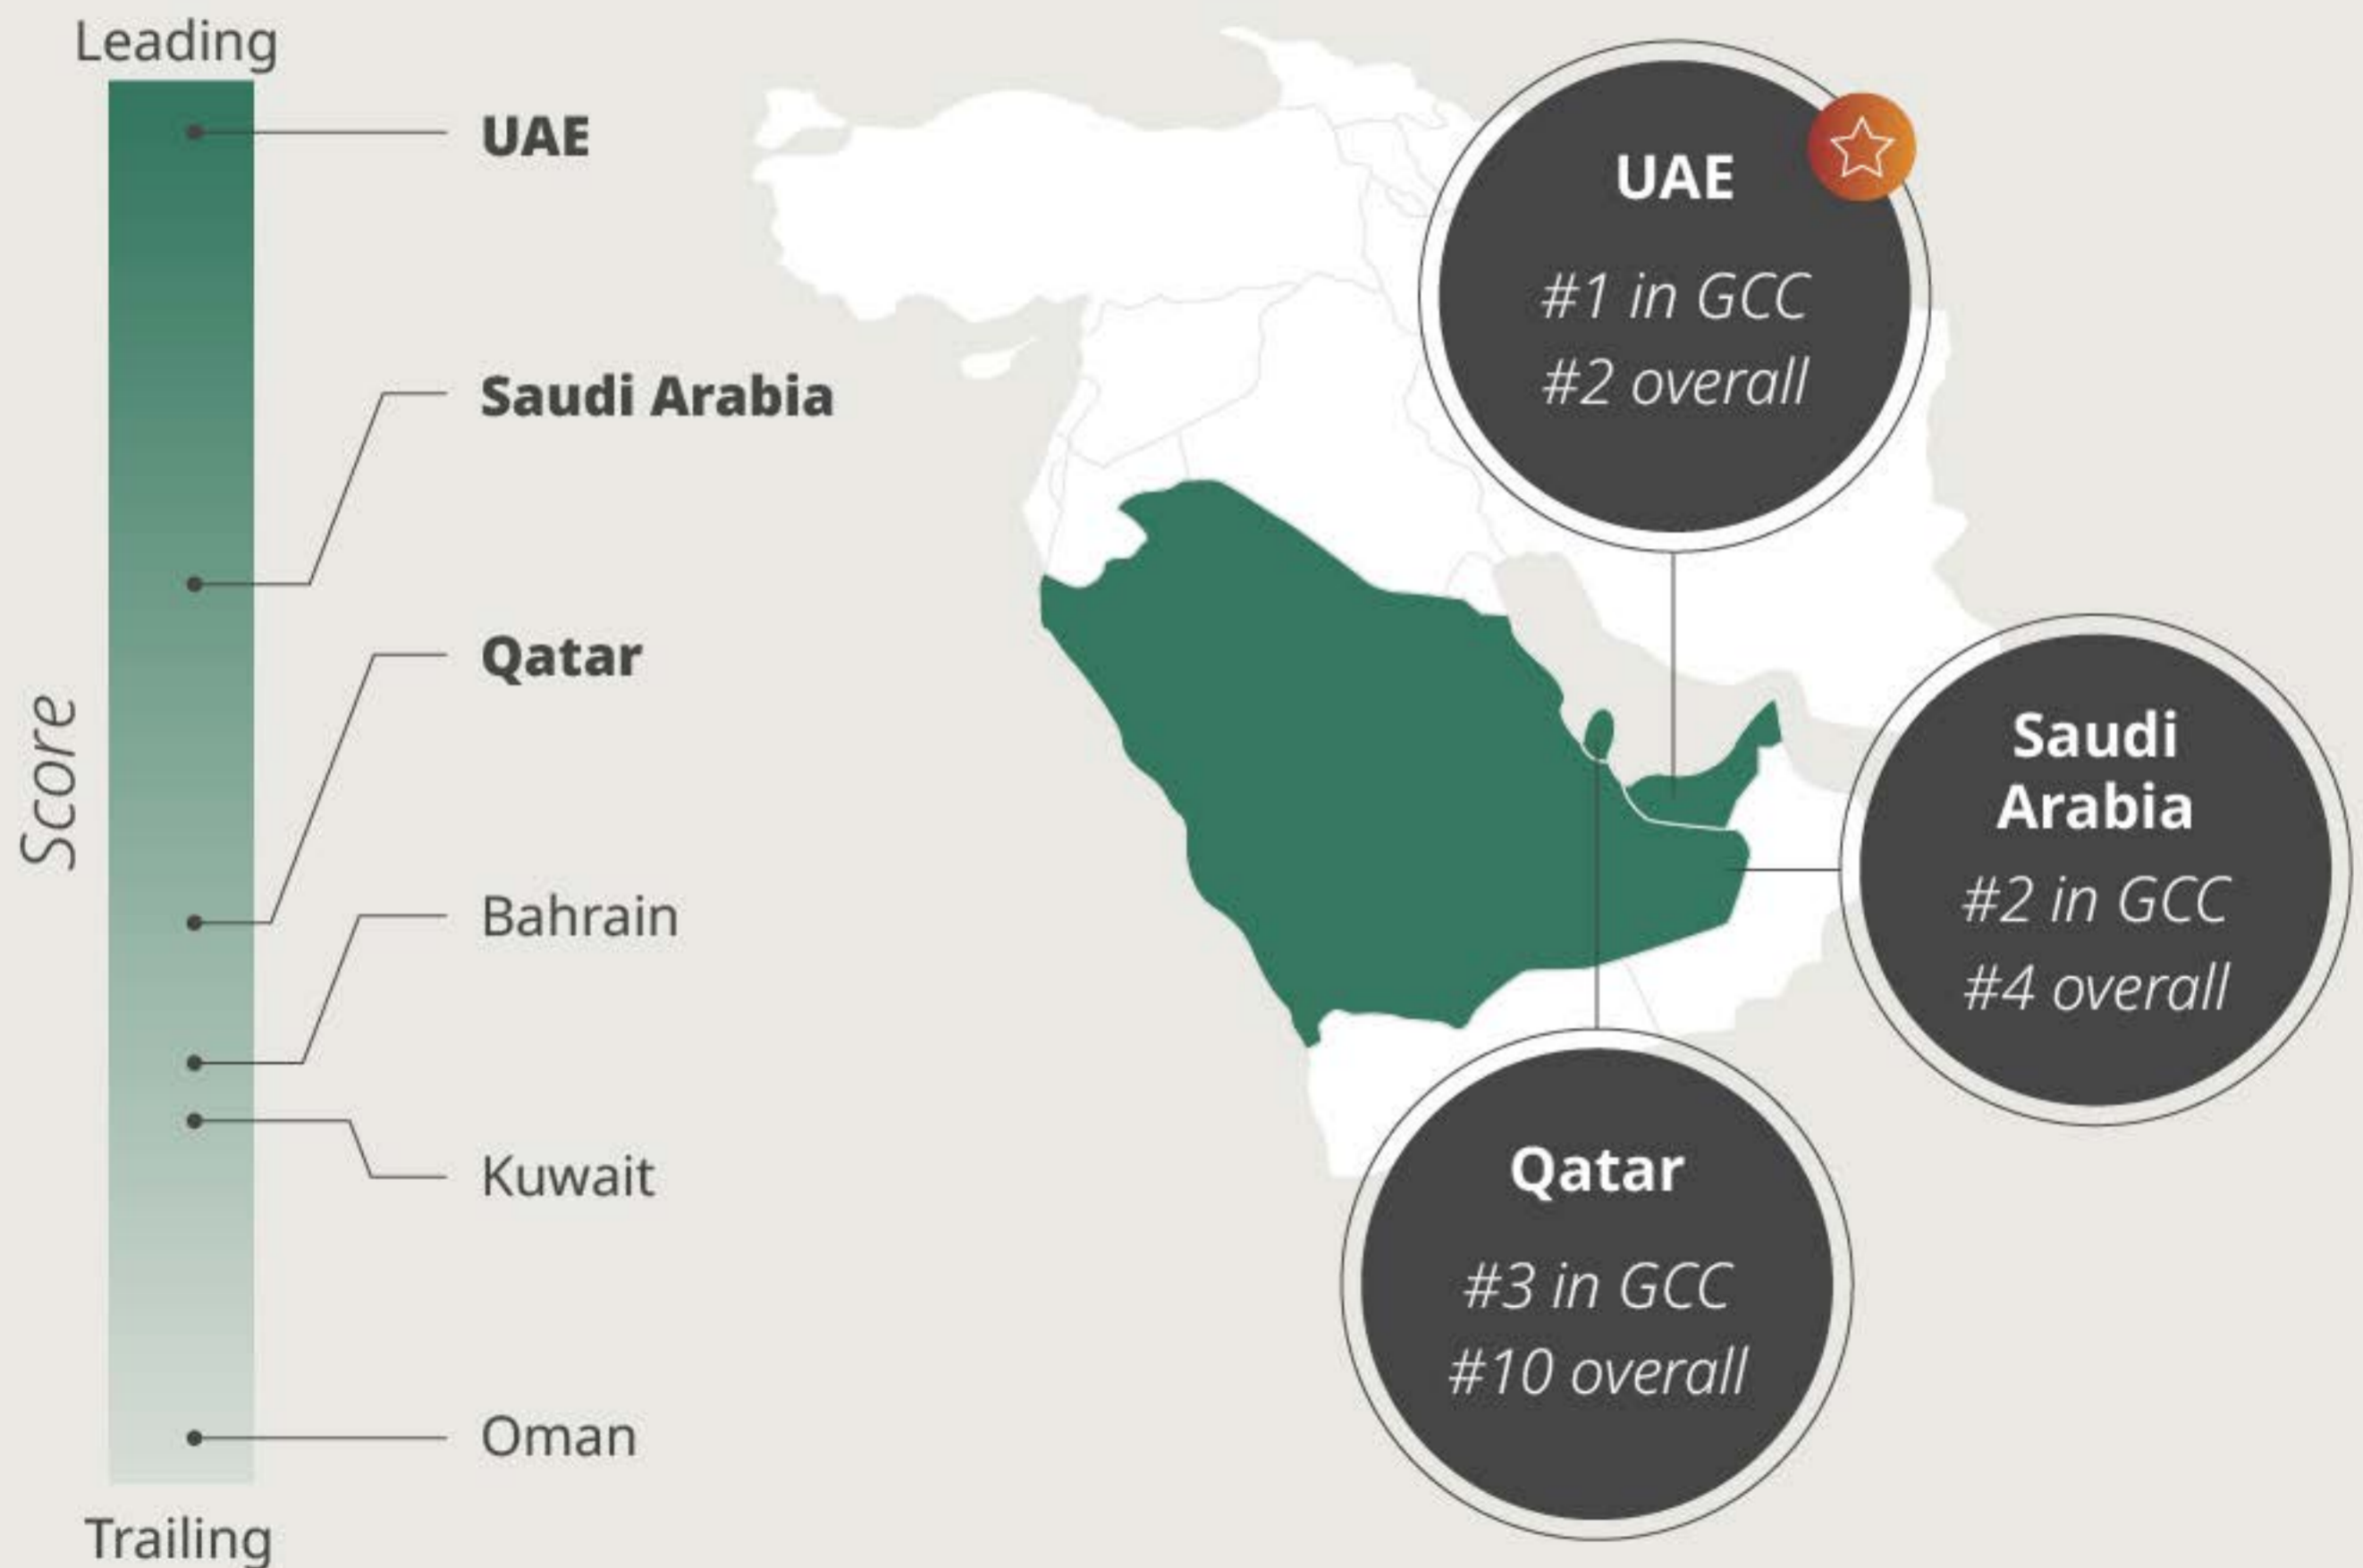 Leading
Score
UAE
Saudi Arabia
Qatar
Bahrain
Kuwait
Oman
Trailing
UAE
#1 in GCC
#2 overall
Saudi
Arabia
#2 in GCC
#4 overall
Qatar
#3 in GCC
#10 overall